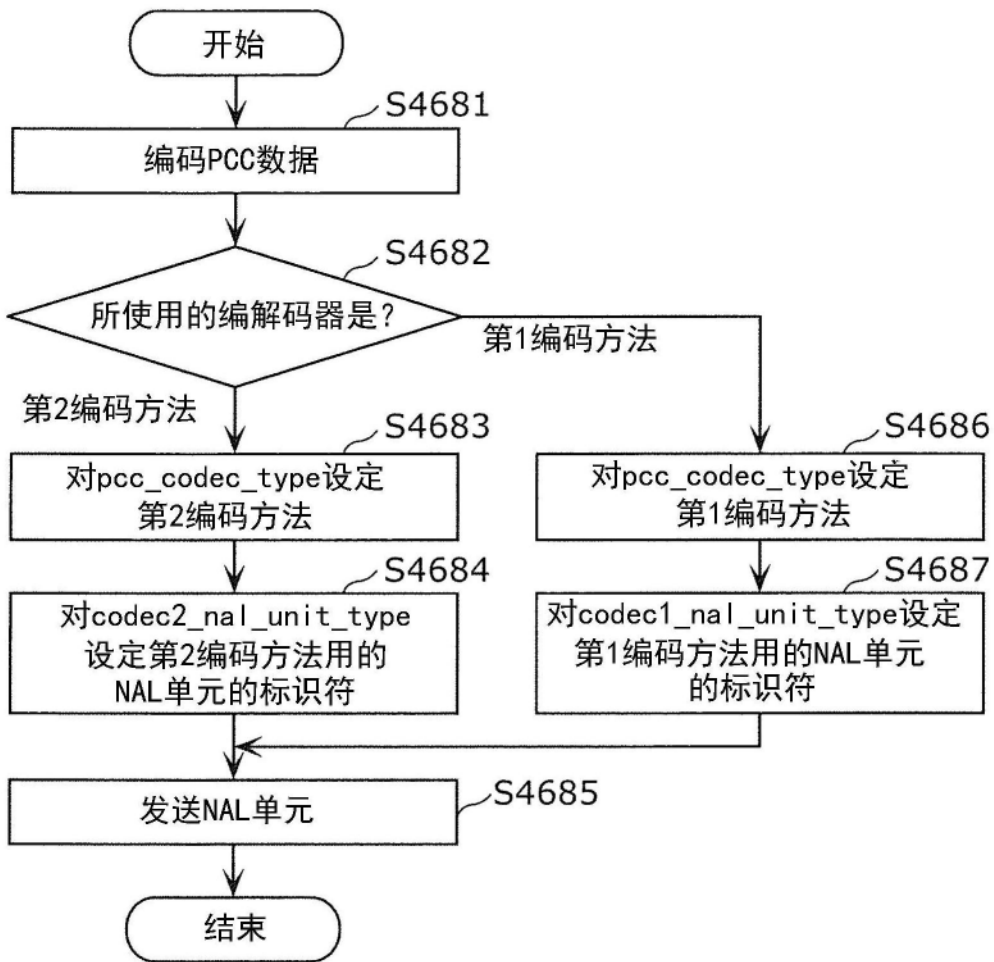 开始
S4681
编码PCC数据
S4682
所使用的编解码器是?
第1编码方法
第2编码方法
S4683
对pcc_codec_type设定
第2编码方法
S4686
对pcc_codec_type设定
第1编码方法
S4684
对codec2_nal_unit_type
设定第2编码方法用的
NAL单元的标识符
S4687
对codec1_nal_unit_type设定
第1编码方法用的NAL单元
的标识符
发送NAL单元
S4685
结束